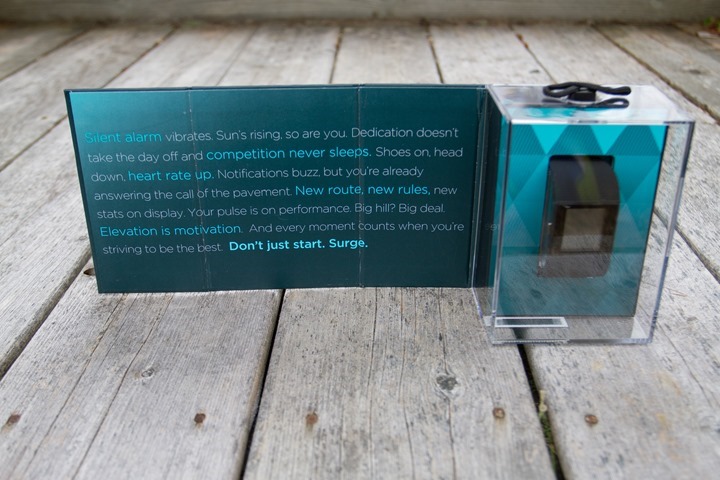 Silent alarm vibrates. Sun's rising, so are you. Dedication doesn't
take the day off and competition never sleeps. Shoes on, head
down, heart rate up. Notifications buzz, but you're already
answering the call of the pavement. New route, new rules, new
stats on display. Your pulse is on performance. Big hill? Big deal.
Elevation is motivation. And every moment counts when you're
striving to be the best. Don't just start. Surge.